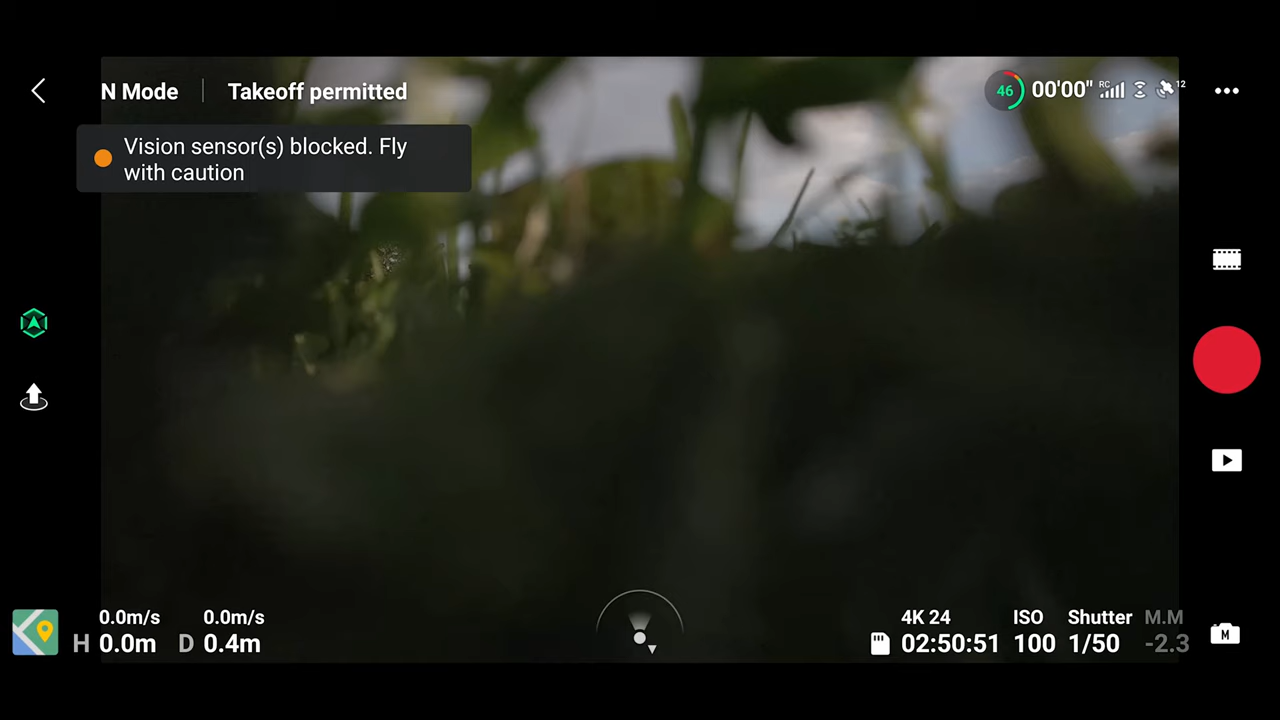 N Mode
Takeoff permitted
46
00'00"
RC
12
Vision sensor(s) blocked. Fly
with caution
0.0m/s
0.0m/s
H 0.0m
D 0.4m
4K 24
ISO
Shutter
M.M
02:50:51
100
1/50
-2.3
M